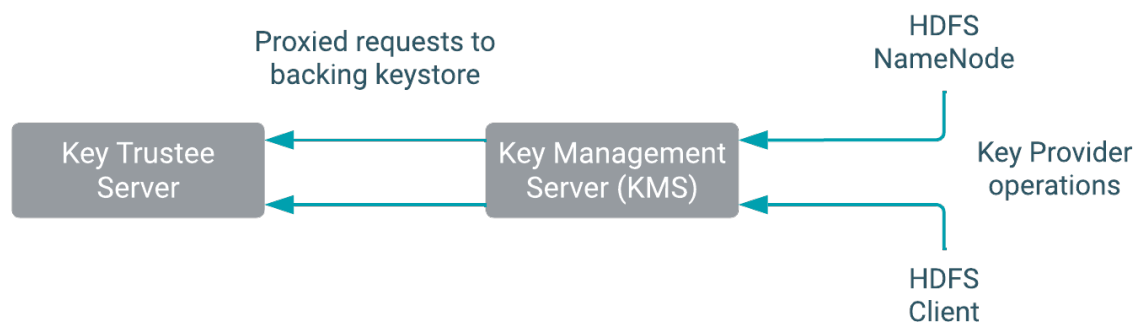 Proxied requests to
backing keystore
HDFS
NameNode
Key Trustee
Server
Key Management
Server (KMS)
Key Provider
operations
HDFS
Client